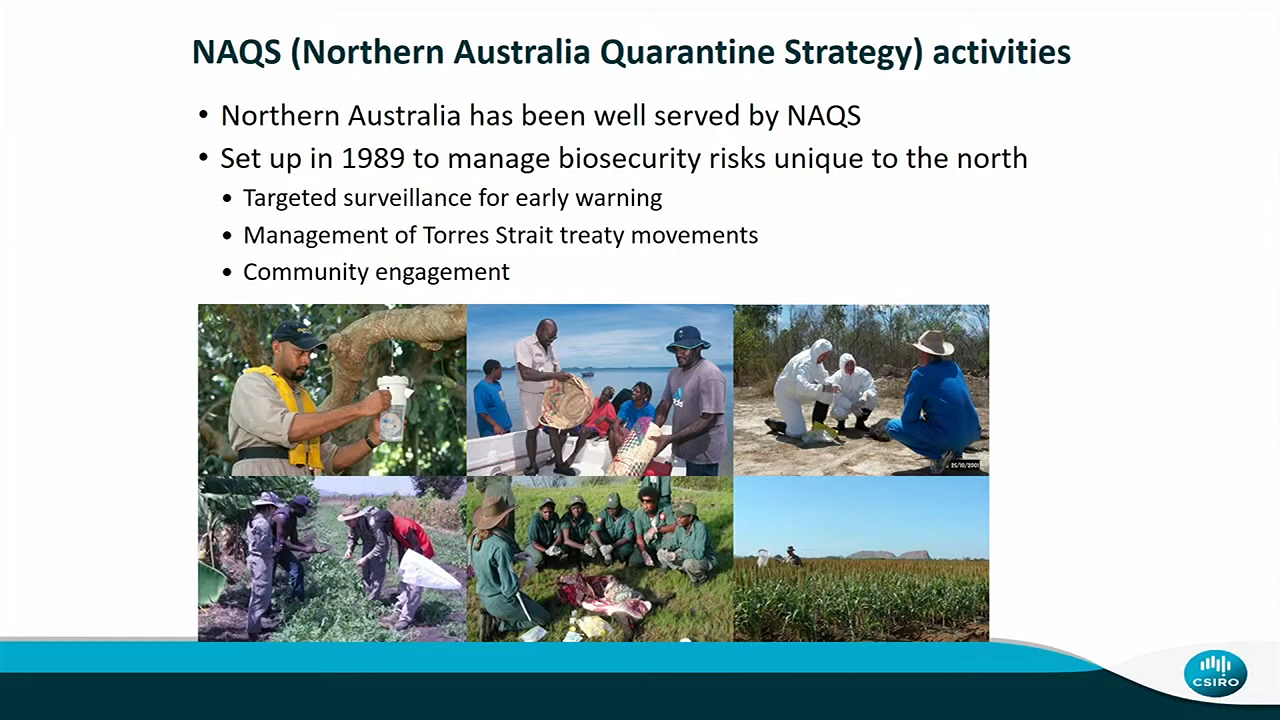 NAQS (Northern Australia Quarantine Strategy) activities
• Northern Australia has been well served by NAQS
• Set up in 1989 to manage biosecurity risks unique to the north
• Targeted surveillance for early warning
• Management of Torres Strait treaty movements
• Community engagement
CSIRO